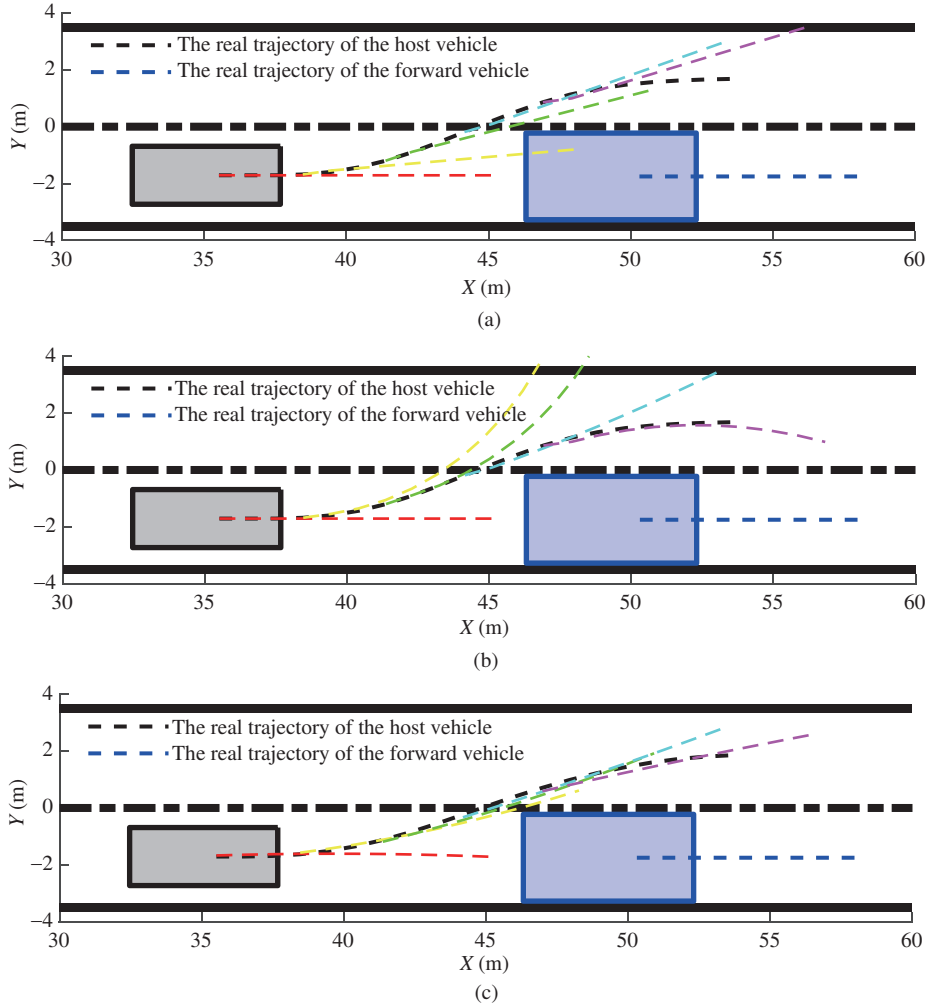 4
The real trajectory of the host vehicle
2
The real trajectory of the forward vehicle
Y (m)
0
−2
−4
30 35 40 45 50 55 60
X (m)
(a)
4
The real trajectory of the host vehicle
2
The real trajectory of the forward vehicle
Y (m)
0
−2
−4
30 35 40 45 50 55 60
X (m)
(b)
4
The real trajectory of the host vehicle
2
The real trajectory of the forward vehicle
Y (m)
0
−2
−4
30 35 40 45 50 55 60
X (m)
(c)